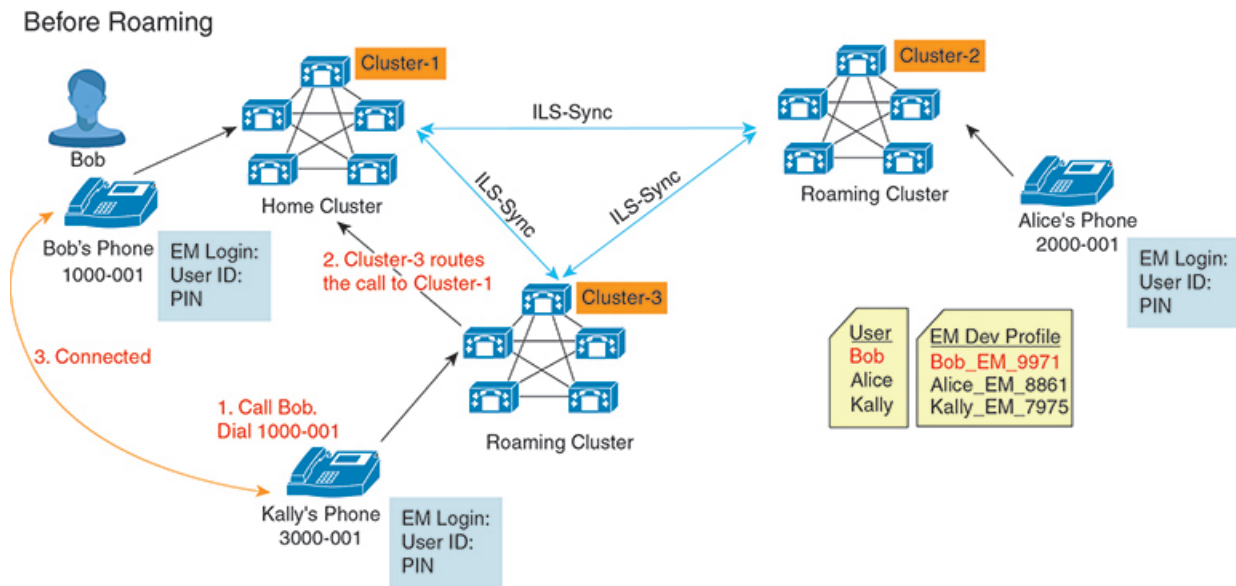 Before Roaming
Cluster-1
Cluster-2
Bob
ILS-Sync
ILS-Sync
ILS-Sync
Home Cluster
Roaming Cluster
Bob's Phone
1000-001
EM Login:
User ID:
PIN
Alice's Phone
2000-001
EM Login:
User ID:
PIN
2. Cluster-3 routes
the call to Cluster-1
Cluster-3
3. Connected
1. Call Bob.
Dial 1000-001
Roaming Cluster
User
Bob
Alice
Kally
EM Dev Profile
Bob_EM_9971
Alice_EM_8861
Kally_EM_7975
Kally's Phone
3000-001
EM Login:
User ID:
PIN